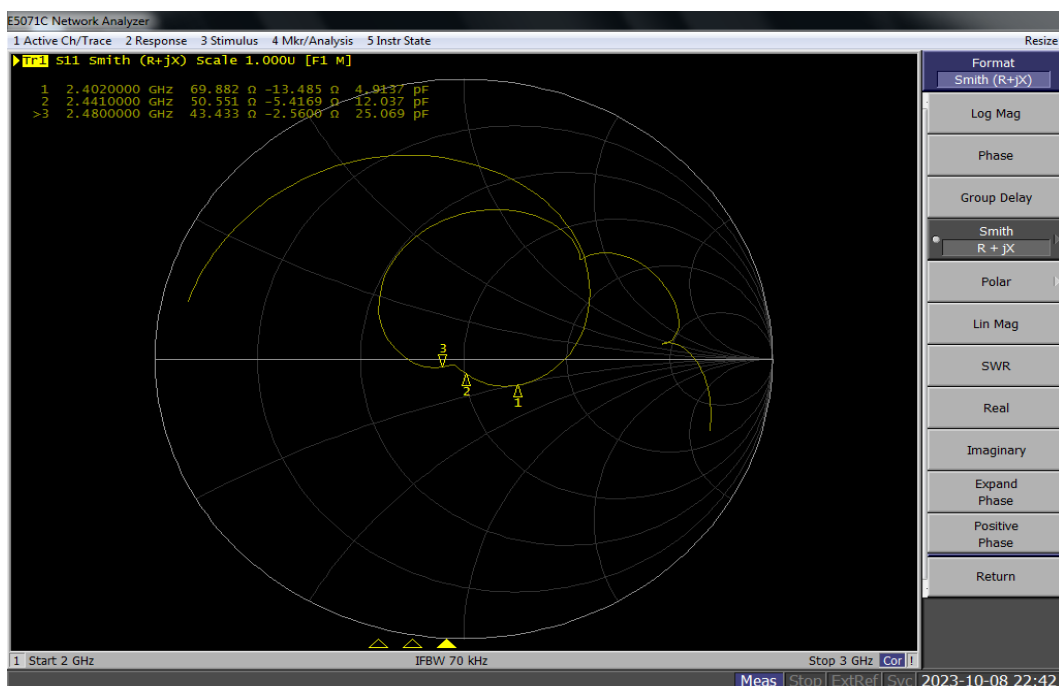 E5071C Network Analyzer
1 Active Ch/Trace 2 Response 3 Stimulus 4 Mkr/Analysis 5 Instr State Resize
Tr1 S11 Smith (R+jX) Scale 1.000U [F1 M]
1 2.4020000 GHz 69.882 Ω -13.485 Ω 4.9137 pF
2 2.4410000 GHz 50.551 Ω -5.4169 Ω 12.037 pF
>3 2.4800000 GHz 43.433 Ω -2.5600 Ω 25.069 pF
3
2
1
Format
Smith (R+jX)
Log Mag
Phase
Group Delay
Smith
R + jX
Polar
Lin Mag
SWR
Real
Imaginary
Expand
Phase
Positive
Phase
Return
1 Start 2 GHz IFBW 70 kHz Stop 3 GHz Cor !
Meas Stop ExtRef Svc 2023-10-08 22:42